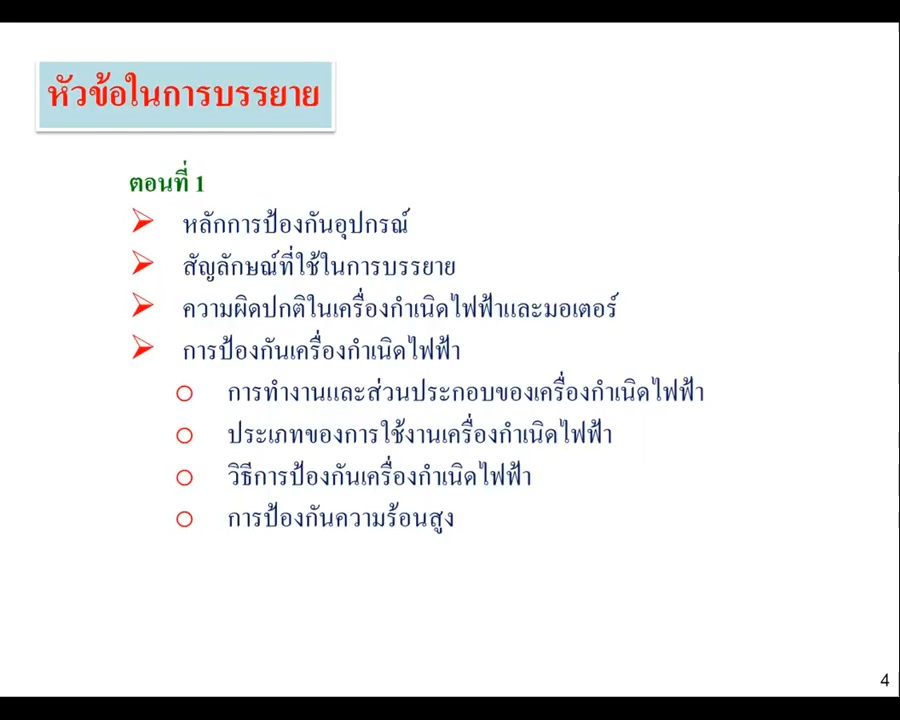 หัวข้อในการบรรยาย
ตอนที่ 1
หลักการป้องกันอุปกรณ์
สัญลักษณ์ที่ใช้ในการบรรยาย
ความผิดปกติในเครื่องกำเนิดไฟฟ้าและมอเตอร์
การป้องกันเครื่องกำเนิดไฟฟ้า
การทำงานและส่วนประกอบของเครื่องกำเนิดไฟฟ้า
ประเภทของการใช้งานเครื่องกำเนิดไฟฟ้า
วิธีการป้องกันเครื่องกำเนิดไฟฟ้า
การป้องกันความร้อนสูง
4